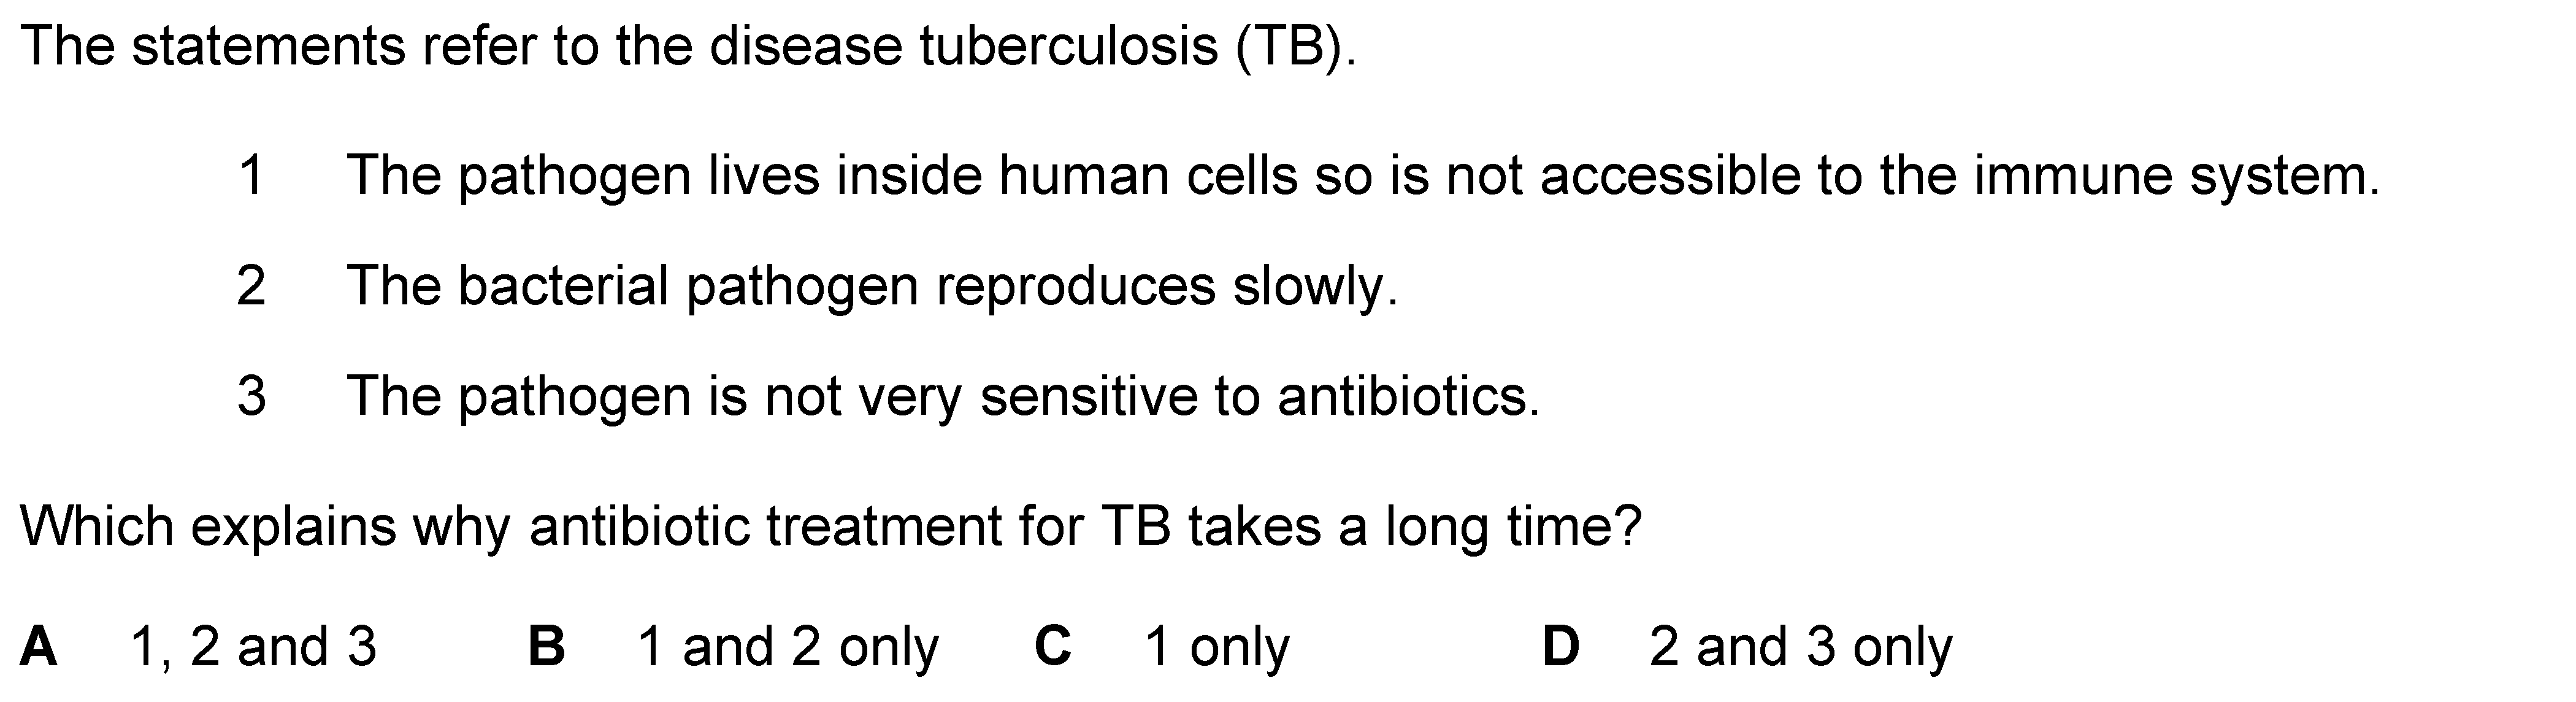 The statements refer to the disease tuberculosis (TB).
1 The pathogen lives inside human cells so is not accessible to the immune system.
2 The bacterial pathogen reproduces slowly.
3 The pathogen is not very sensitive to antibiotics.
Which explains why antibiotic treatment for TB takes a long time?
A 1, 2 and 3 B 1 and 2 only C 1 only D 2 and 3 only